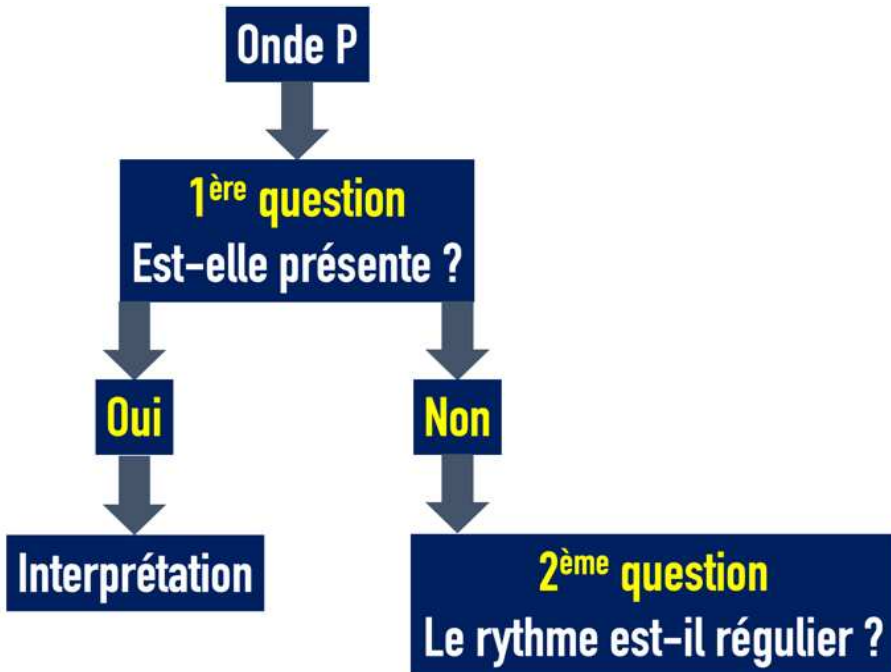 Onde P
1ère question
Est-elle présente ?
Oui
Non
Interprétation
2ème question
Le rythme est-il régulier ?